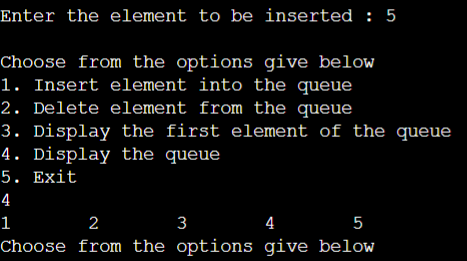 Enter the element to be inserted : 5
Choose from the options give below
1. Insert element into the queue
2. Delete element from the queue
3. Display the first element of the queue
4. Display the queue
5. Exit
4
1 2 3 4 5
Choose from the options give below